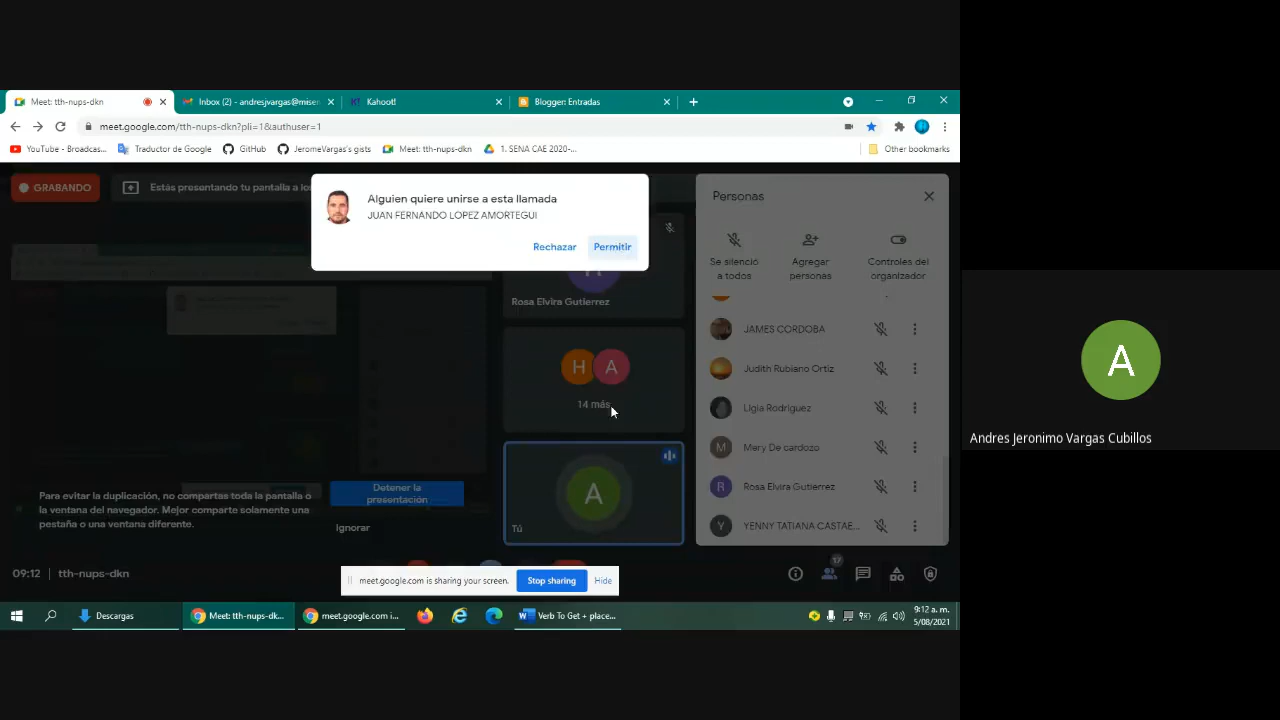 Meet: tth-nups-dkn
Inbox (2) - andresjvargas@misen
Kahoot!
Blogger: Entradas
meet.google.com/tth-nups-dkn?pli=1&authuser=1
YouTube - Broadcas...
Traductor de Google
GitHub
JeromeVargas's gists
Meet: tth-nups-dkn
1. SENA CAE 2020-...
Other bookmarks
GRABANDO
Estás presentando tu pantalla a
Alguien quiere unirse a esta llamada
JUAN FERNANDO LOPEZ AMORTEGUI
Rechazar
Permitir
Personas
Se silenció
a todos
Agregar
personas
Controles del
organizador
Rosa Elvira Gutierrez
H A
14 más
A
Tú
JAMES CORDOBA
Judith Rubiano Ortiz
Ligia Rodriguez
M Mery De cardozo
R Rosa Elvira Gutierrez
Y YENNY TATIANA CASTAE...
Para evitar la duplicación, no compartas toda la pantalla o
la ventana del navegador. Mejor comparte solamente una
pestaña o una ventana diferente.
Detener la
presentación
Ignorar
09:12 | tth-nups-dkn
meet.google.com is sharing your screen.
Stop sharing
Hide
17
Descargas
Meet: tth-nups-dk...
meet.google.com i...
Verb To Get + place...
9:12 a. m.
5/08/2021
A
Andres Jeronimo Vargas Cubillos